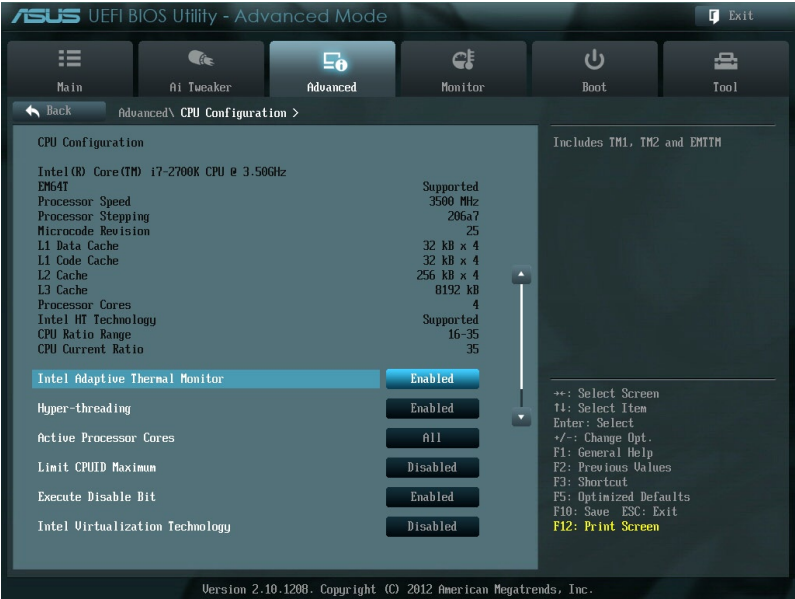 ASUS UEFI BIOS Utility - Advanced Mode
Exit
Main
Ai Tweaker
Advanced
Monitor
Boot
Tool
Back
Advanced\ CPU Configuration >
CPU Configuration
Intel(R) Core(TM) i7-2700K CPU @ 3.50GHz
EM64T Supported
Processor Speed 3500 MHz
Processor Stepping 206a7
Microcode Revision 25
L1 Data Cache 32 kB x 4
L1 Code Cache 32 kB x 4
L2 Cache 256 kB x 4
L3 Cache 8192 kB
Processor Cores 4
Intel HT Technology Supported
CPU Ratio Range 16-35
CPU Current Ratio 35
Intel Adaptive Thermal Monitor Enabled
Hyper-threading Enabled
Active Processor Cores All
Limit CPUID Maximum Disabled
Execute Disable Bit Enabled
Intel Virtualization Technology Disabled
Includes TM1, TM2 and EMTTM
→←: Select Screen
↑↓: Select Item
Enter: Select
+/-: Change Opt.
F1: General Help
F2: Previous Values
F3: Shortcut
F5: Optimized Defaults
F10: Save ESC: Exit
F12: Print Screen
Version 2.10.1208. Copyright (C) 2012 American Megatrends, Inc.